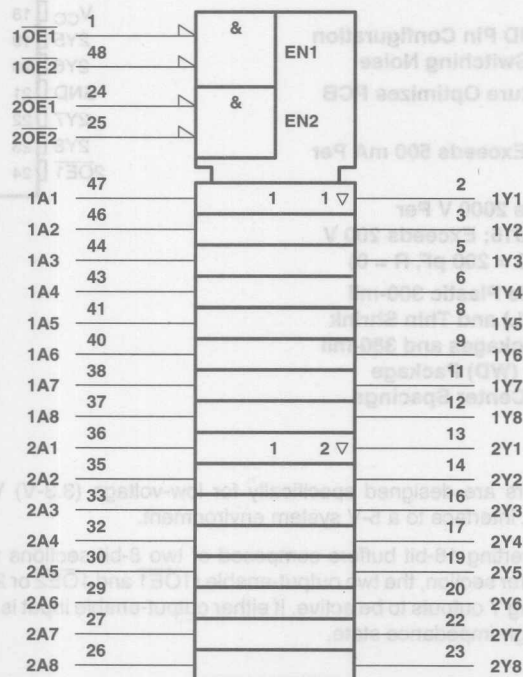 1OE1 1 & EN1
1OE2 48
2OE1 24 & EN2
2OE2 25
1A1 47 1 1 ▽ 2 1Y1
1A2 46 3 1Y2
1A3 44 5 1Y3
1A4 43 6 1Y4
1A5 41 8 1Y5
1A6 40 9 1Y6
1A7 38 11 1Y7
1A8 37 12 1Y8
2A1 36 1 2 ▽ 13 2Y1
2A2 35 14 2Y2
2A3 33 16 2Y3
2A4 32 17 2Y4
2A5 30 19 2Y5
2A6 29 20 2Y6
2A7 27 22 2Y7
2A8 26 23 2Y8